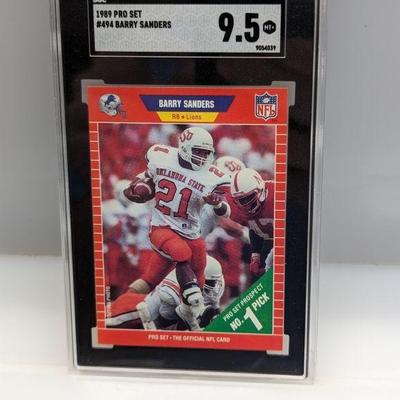 1989 PRO SET
#494 BARRY SANDERS
9.5
MT+
9054039
BARRY SANDERS
RB • Lions
NFL
OKLAHOMA STATE
21
PRO SET PROSPECT
NO. 1 PICK
PRO SET • THE OFFICIAL NFL CARD